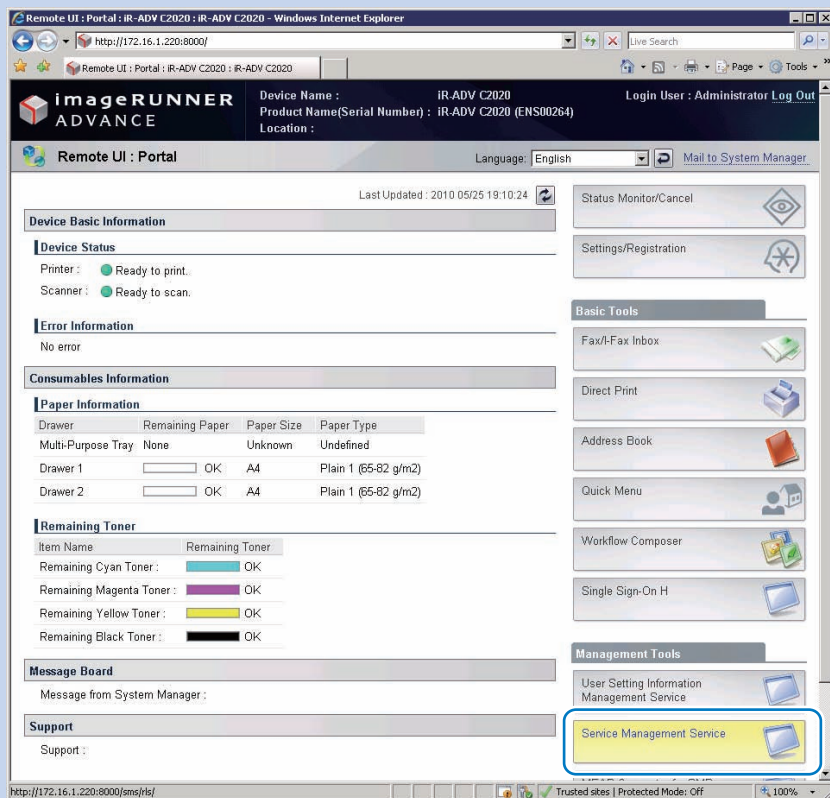 Remote UI : Portal : iR-ADV C2020 : iR-ADV C2020 - Windows Internet Explorer
http://172.16.1.220:8000/
Live Search
Remote UI : Portal : iR-ADV C2020 : iR-ADV C2020
Page
Tools
imageRUNNER
ADVANCE
Device Name : iR-ADV C2020
Product Name(Serial Number) : iR-ADV C2020 (ENS00264)
Location :
Login User : Administrator Log Out
Remote UI : Portal
Language: English
Mail to System Manager
Last Updated : 2010 05/25 19:10:24
Device Basic Information
Device Status
Printer : Ready to print.
Scanner : Ready to scan.
Error Information
No error
Consumables Information
Paper Information
Drawer Remaining Paper Paper Size Paper Type
Multi-Purpose Tray None Unknown Undefined
Drawer 1 OK A4 Plain 1 (65-82 g/m2)
Drawer 2 OK A4 Plain 1 (65-82 g/m2)
Remaining Toner
Item Name Remaining Toner
Remaining Cyan Toner : OK
Remaining Magenta Toner : OK
Remaining Yellow Toner : OK
Remaining Black Toner : OK
Message Board
Message from System Manager :
Support
Support :
Status Monitor/Cancel
Settings/Registration
Basic Tools
Fax/I-Fax Inbox
Direct Print
Address Book
Quick Menu
Workflow Composer
Single Sign-On H
Management Tools
User Setting Information
Management Service
Service Management Service
http://172.16.1.220:8000/sms/rls/
Trusted sites | Protected Mode: Off
100%